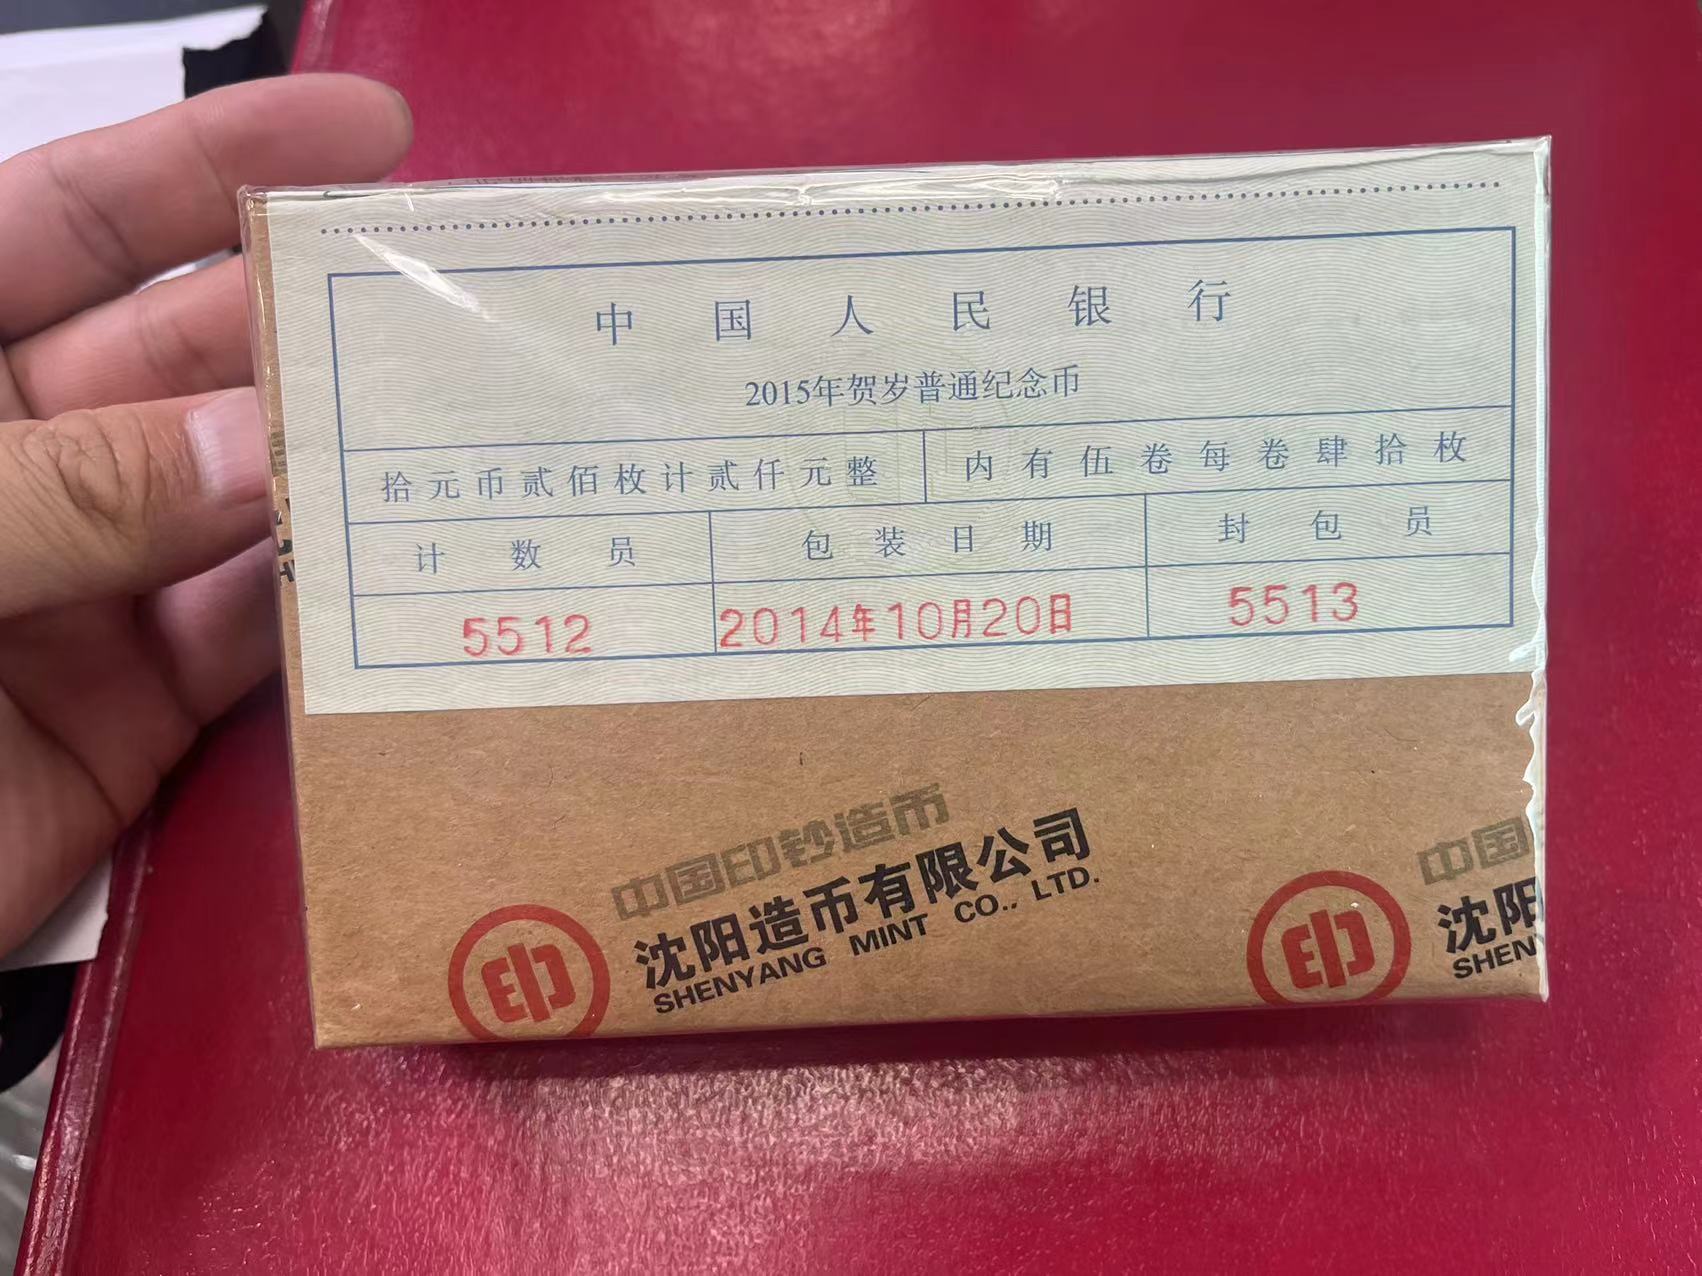 中国人民银行
2015年贺岁普通纪念币
拾元币贰佰枚计贰仟元整
内有伍卷每卷肆拾枚
计数员
包装日期
封包员
5512
2014年10月20日
5513
中国印钞造币
沈阳造币有限公司
SHENYANG MINT CO., LTD.
印
中国
沈阳
SHEN
印